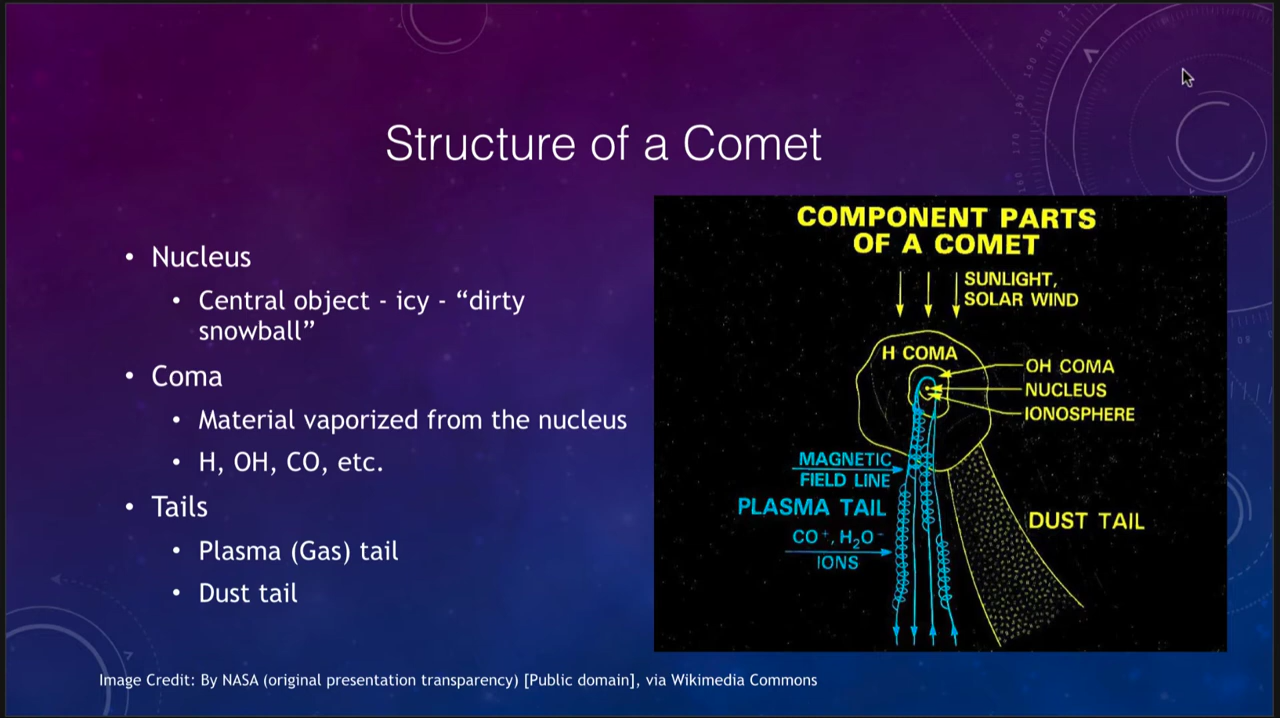 Structure of a Comet
• Nucleus
• Central object - icy - “dirty
snowball”
• Coma
• Material vaporized from the nucleus
• H, OH, CO, etc.
• Tails
• Plasma (Gas) tail
• Dust tail
COMPONENT PARTS
OF A COMET
SUNLIGHT,
SOLAR WIND
H COMA
OH COMA
NUCLEUS
IONOSPHERE
MAGNETIC
FIELD LINE
PLASMA TAIL
CO⁺, H₂O⁻
IONS
DUST TAIL
Image Credit: By NASA (original presentation transparency) [Public domain], via Wikimedia Commons